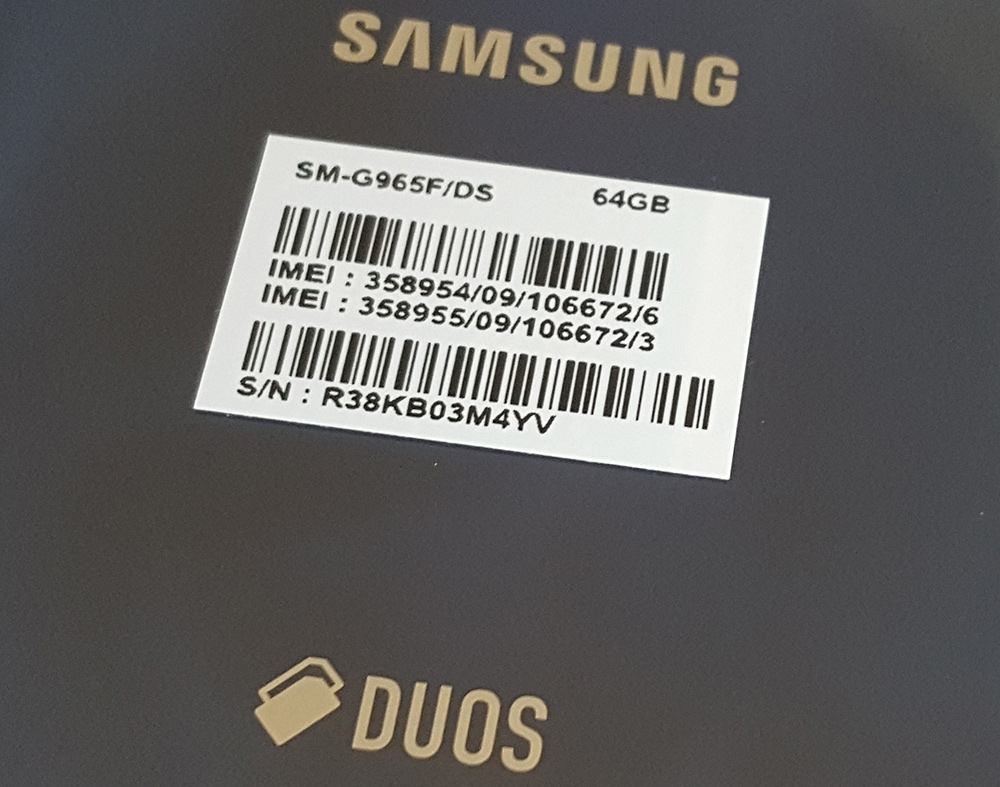 SAMSUNG
SM-G965F/DS 64GB
IMEI : 358954/09/106672/6
IMEI : 358955/09/106672/3
S/N : R38KB03M4YV
DUOS